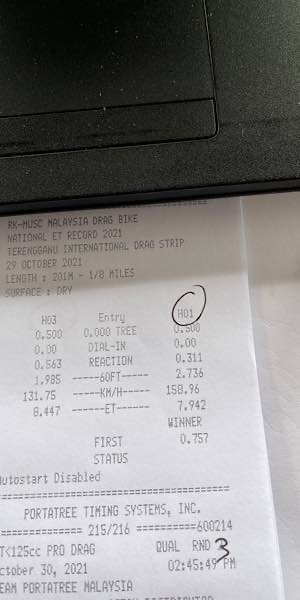 RK-MUSC MALAYSIA DRAG BIKE
NATIONAL ET RECORD 2021
TERENGGANU INTERNATIONAL DRAG STRIP
29 OCTOBER 2021
LENGTH : 201M - 1/8 MILES
SURFACE : DRY
H03 Entry H01
0.500 0.000 TREE 0.500
0.00 DIAL-IN 0.00
0.563 REACTION 0.311
1.985 -----60FT----- 2.736
131.75 -----KM/H----- 158.96
8.447 ------ET------ 7.942
WINNER
FIRST 0.757
STATUS
utostart Disabled
PORTATREE TIMING SYSTEMS, INC.
============ 215/216 ==========600214
T<125cc PRO DRAG QUAL RND 3
ctober 30, 2021 02:45:49 PM
EAM PORTATREE MALAYSIA